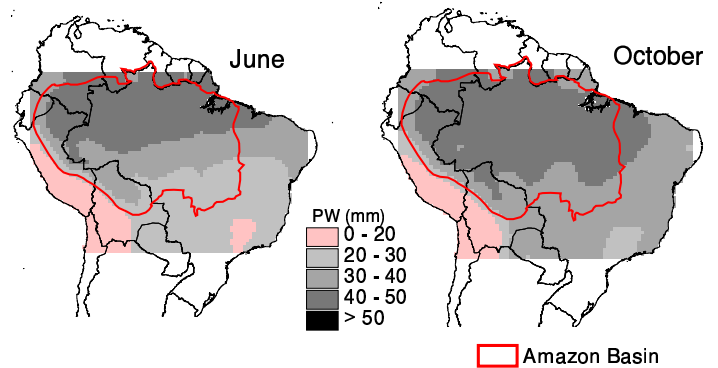 June
October
PW (mm)
0 - 20
20 - 30
30 - 40
40 - 50
> 50
Amazon Basin